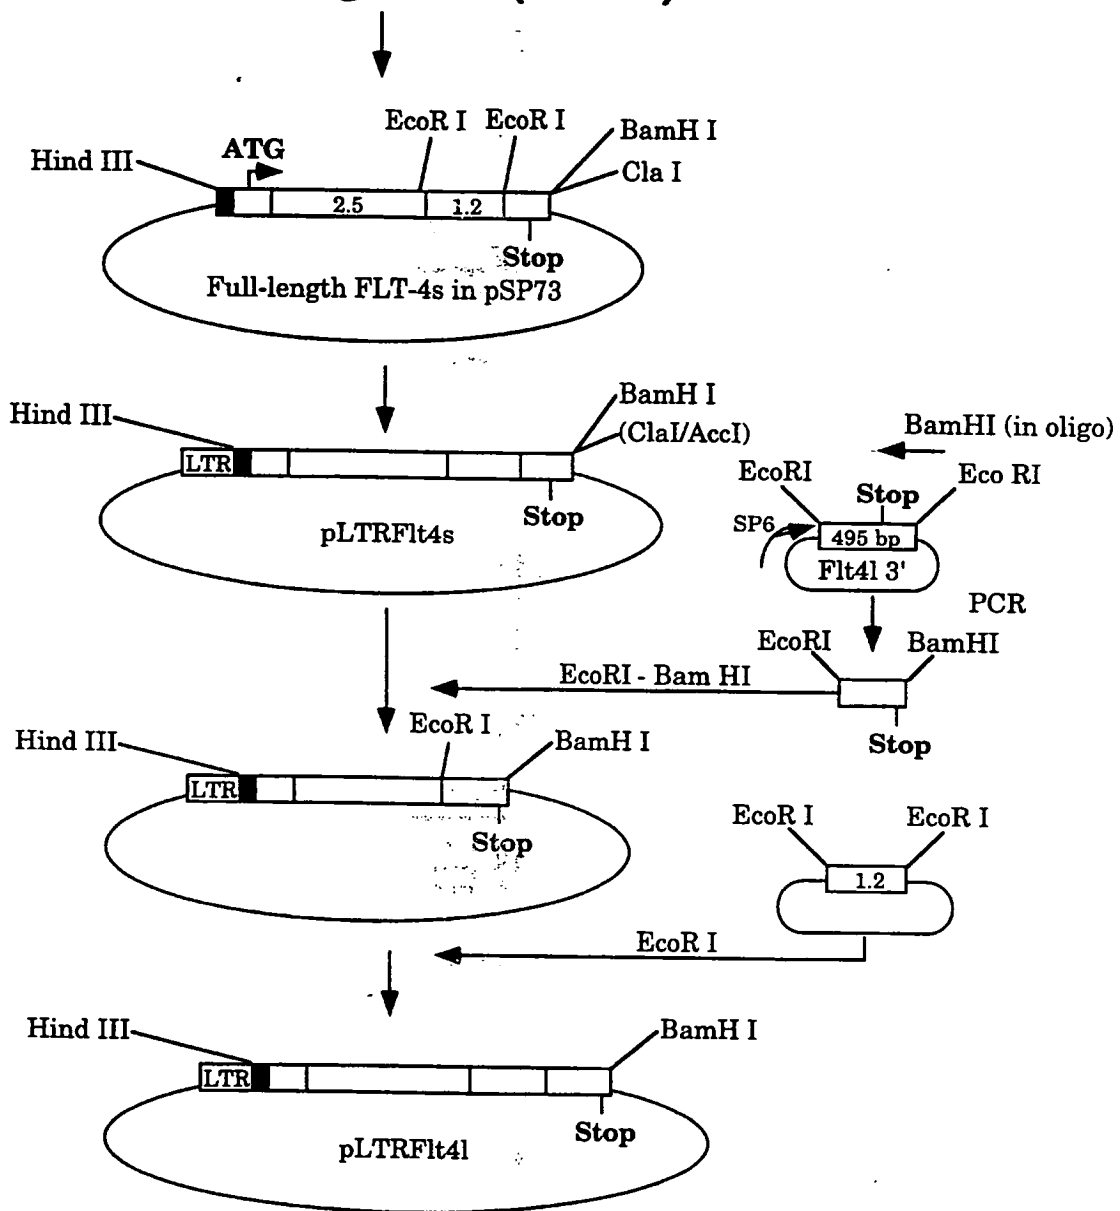 EcoR I EcoR I
BamH I
Hind III
ATG
Cla I
2.5
1.2
Stop
Full-length FLT-4s in pSP73
Hind III
BamH I
(ClaI/AccI)
LTR
Stop
pLTRFlt4s
BamHI (in oligo)
EcoRI
Eco RI
Stop
SP6
495 bp
Flt4l 3'
PCR
EcoRI
BamHI
EcoRI - Bam HI
Stop
Hind III
EcoR I
BamH I
LTR
Stop
EcoR I
EcoR I
1.2
EcoR I
Hind III
BamH I
LTR
Stop
pLTRFlt4l